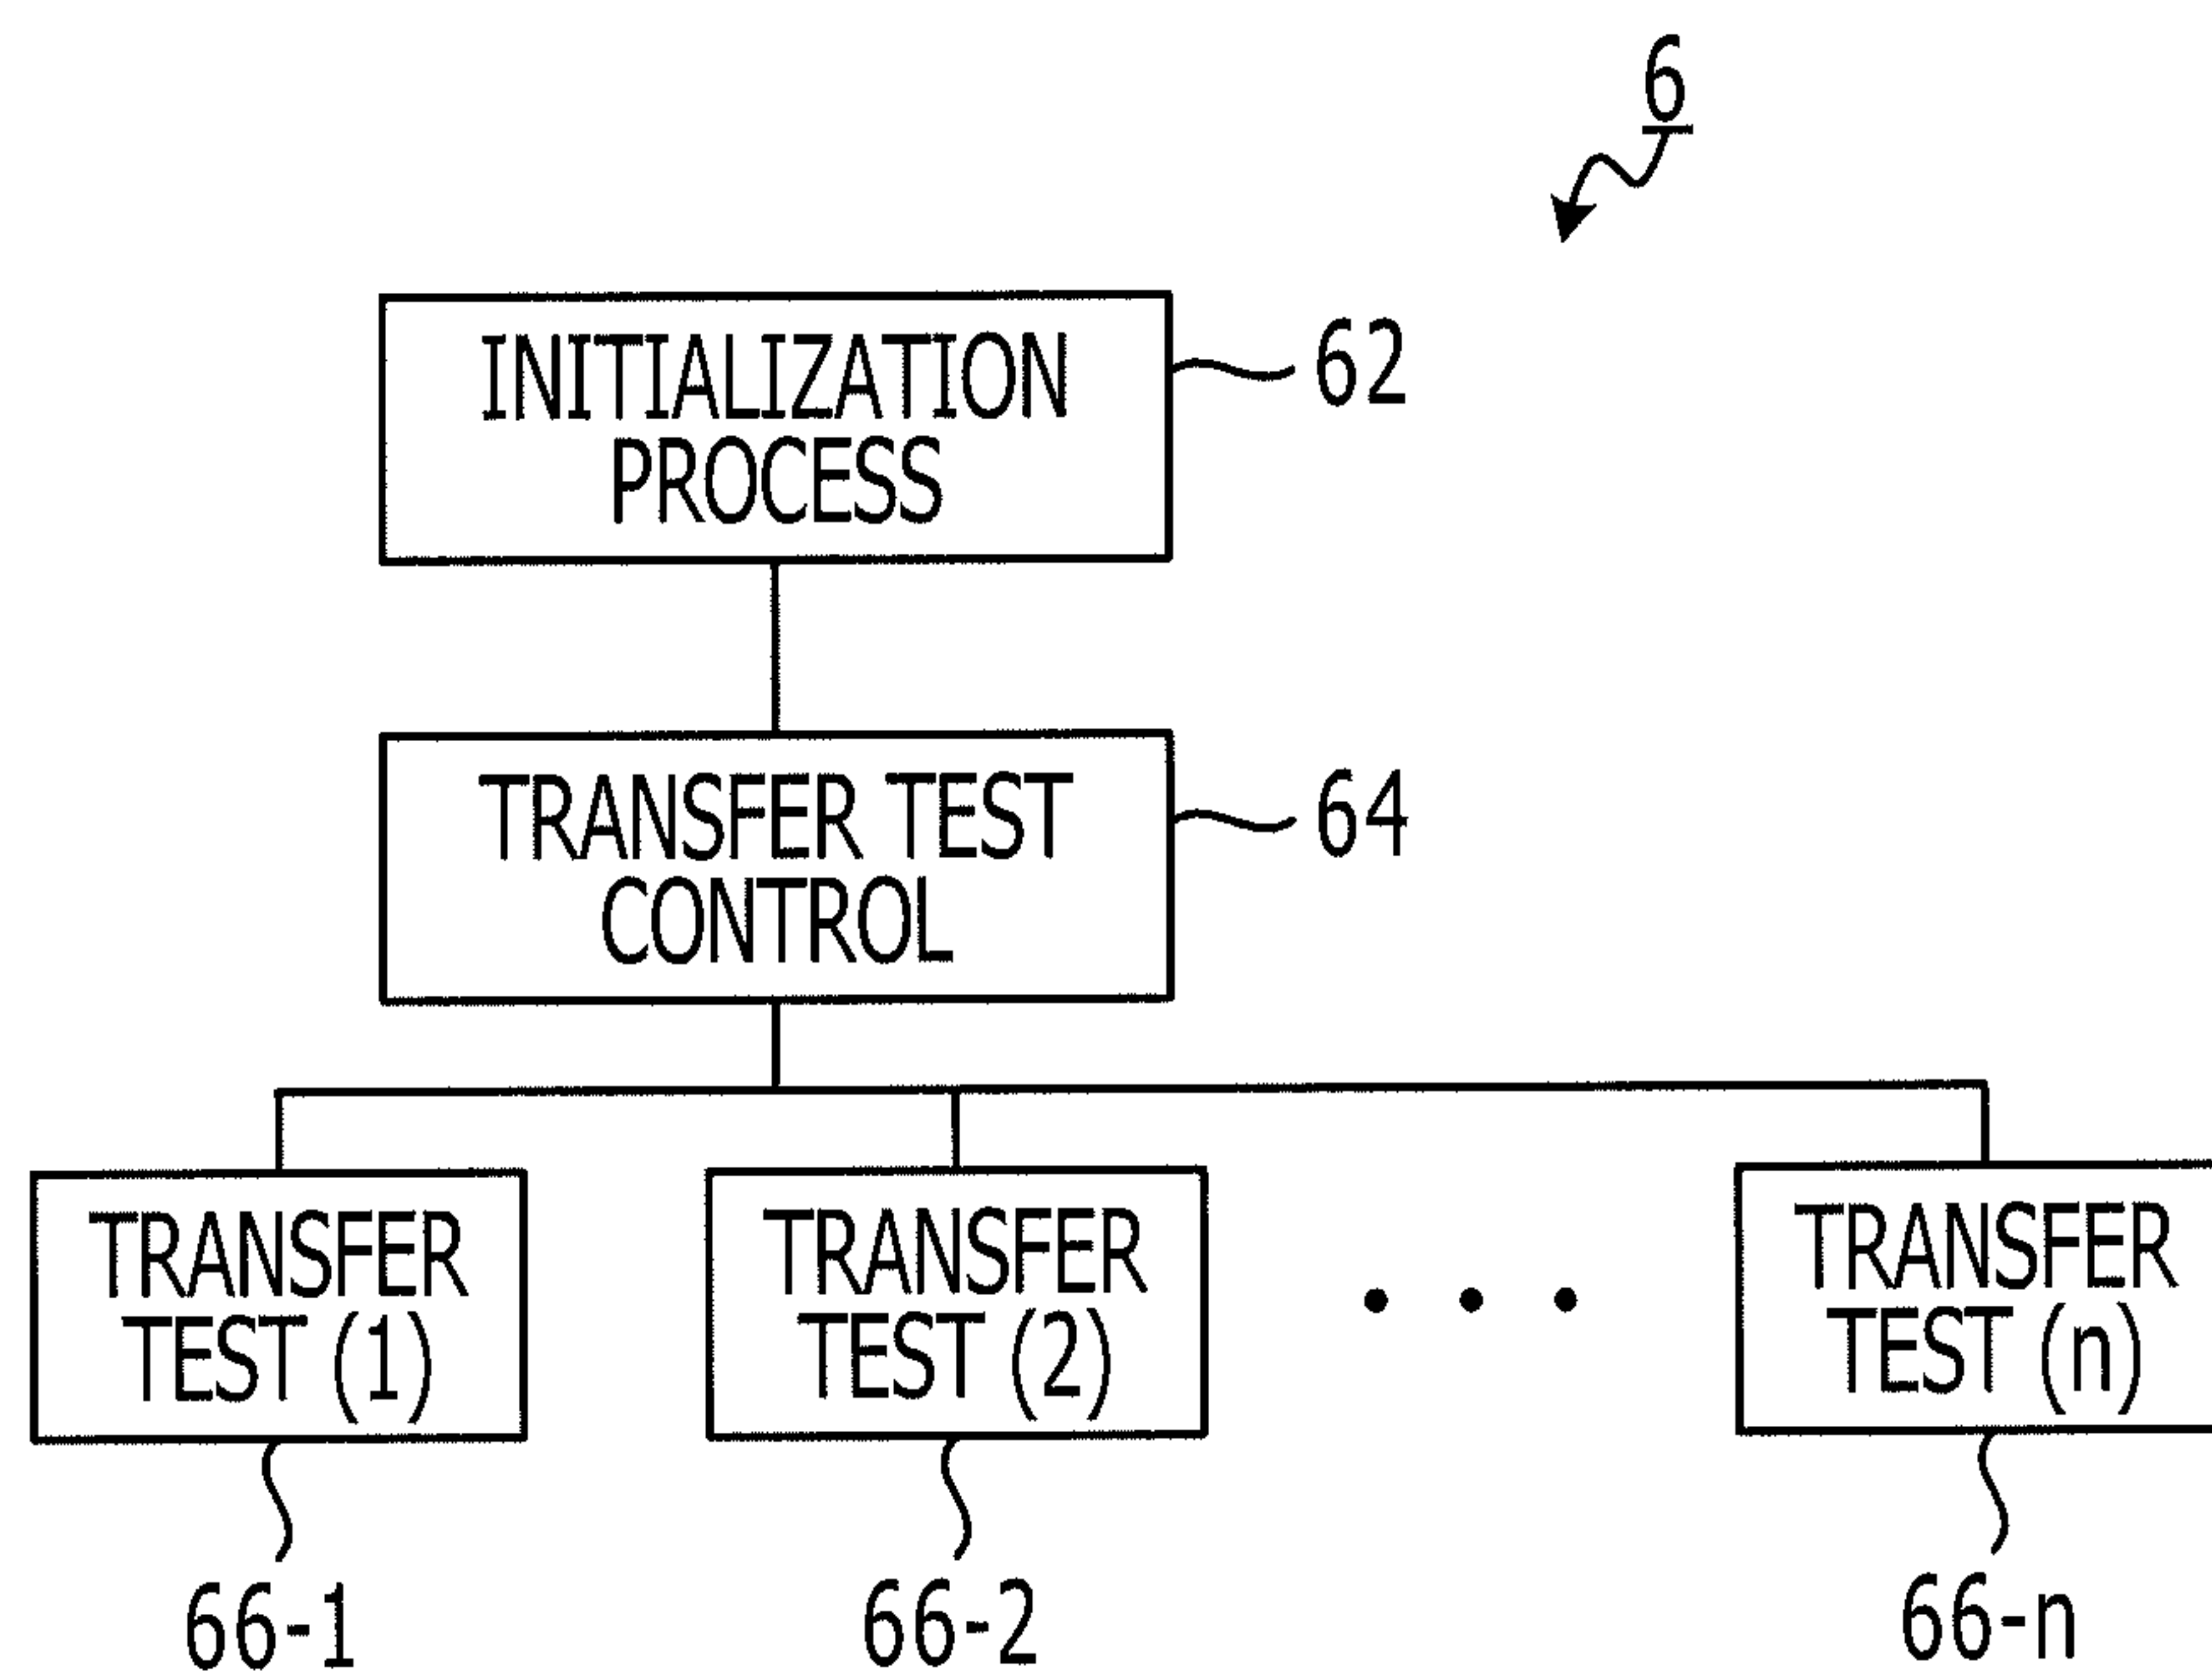 6
INITIALIZATION
PROCESS
62
TRANSFER TEST
CONTROL
64
TRANSFER
TEST (1)
TRANSFER
TEST (2)
• • •
TRANSFER
TEST (n)
66-1
66-2
66-n